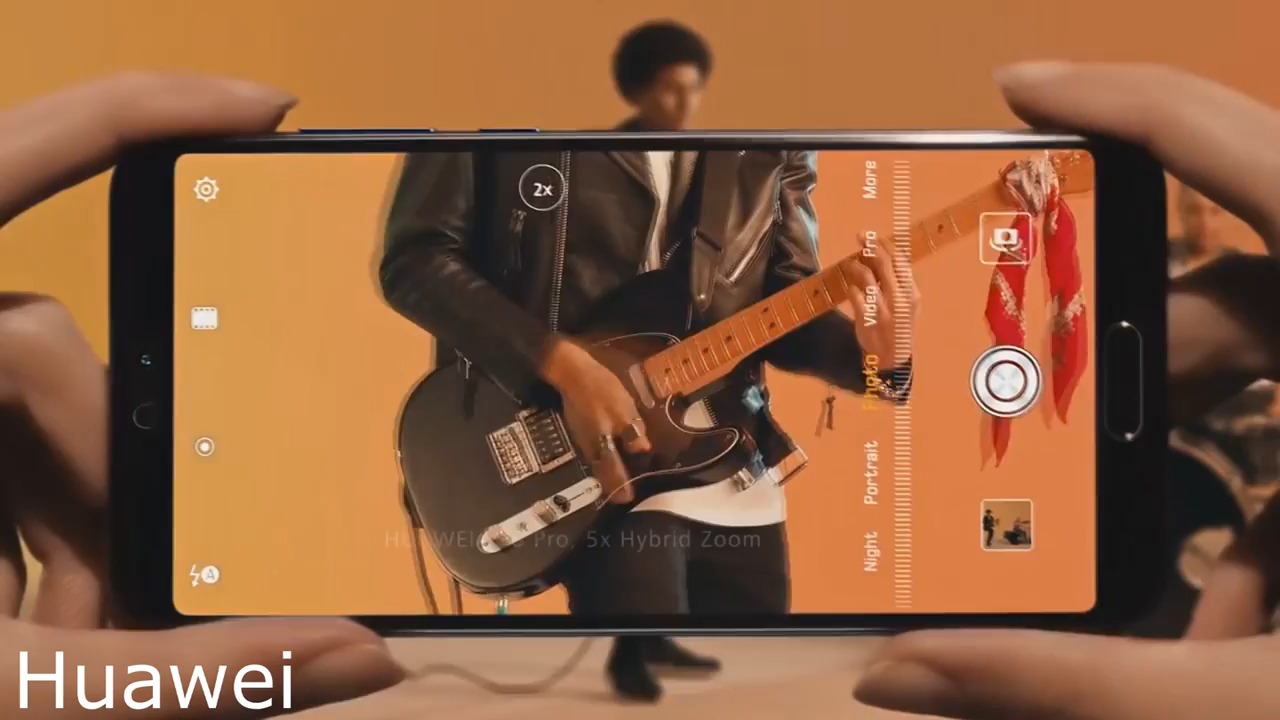 2x
More
Pro
Video
Photo
Portrait
Night
Pro, 5x Hybrid Zoom
Huawei